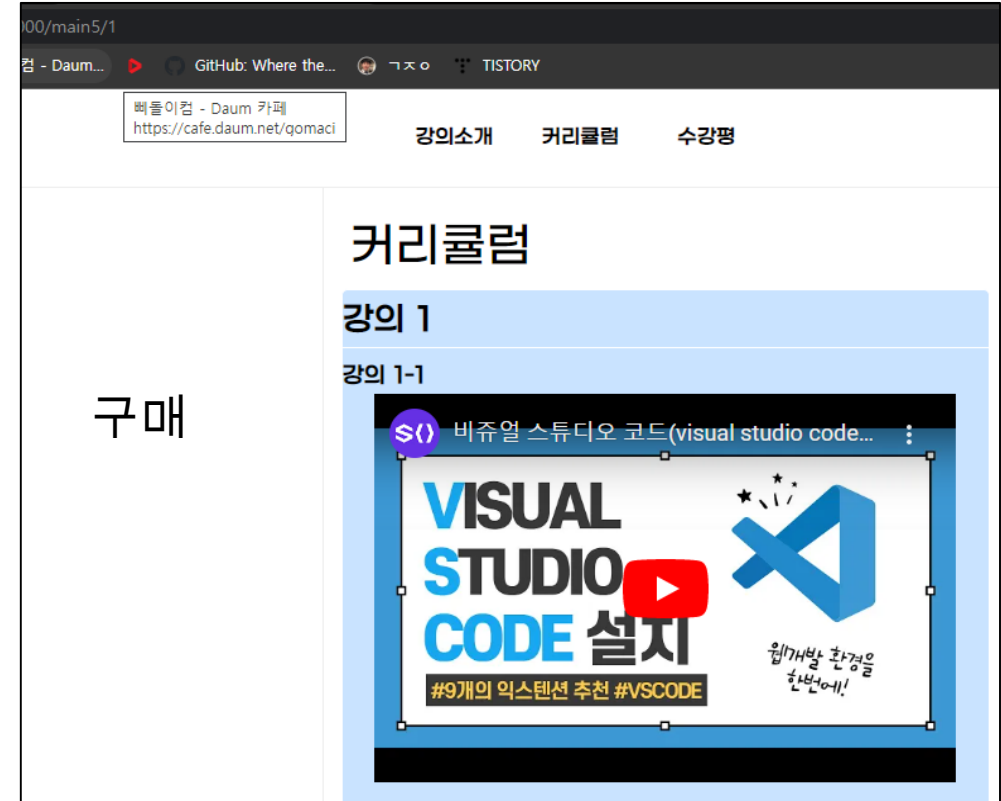 000/main5/1
컴 - Daum...
GitHub: Where the...
ㄱㅈㅇ
TISTORY
삐돌이컴 - Daum 카페
https://cafe.daum.net/qomaci
강의소개 커리큘럼 수강평
커리큘럼
강의 1
강의 1-1
구매
비쥬얼 스튜디오 코드(visual studio code...
VISUAL
STUDIO
CODE 설치
#9개의 익스텐션 추천 #VSCODE
웹개발 환경을
한번에!